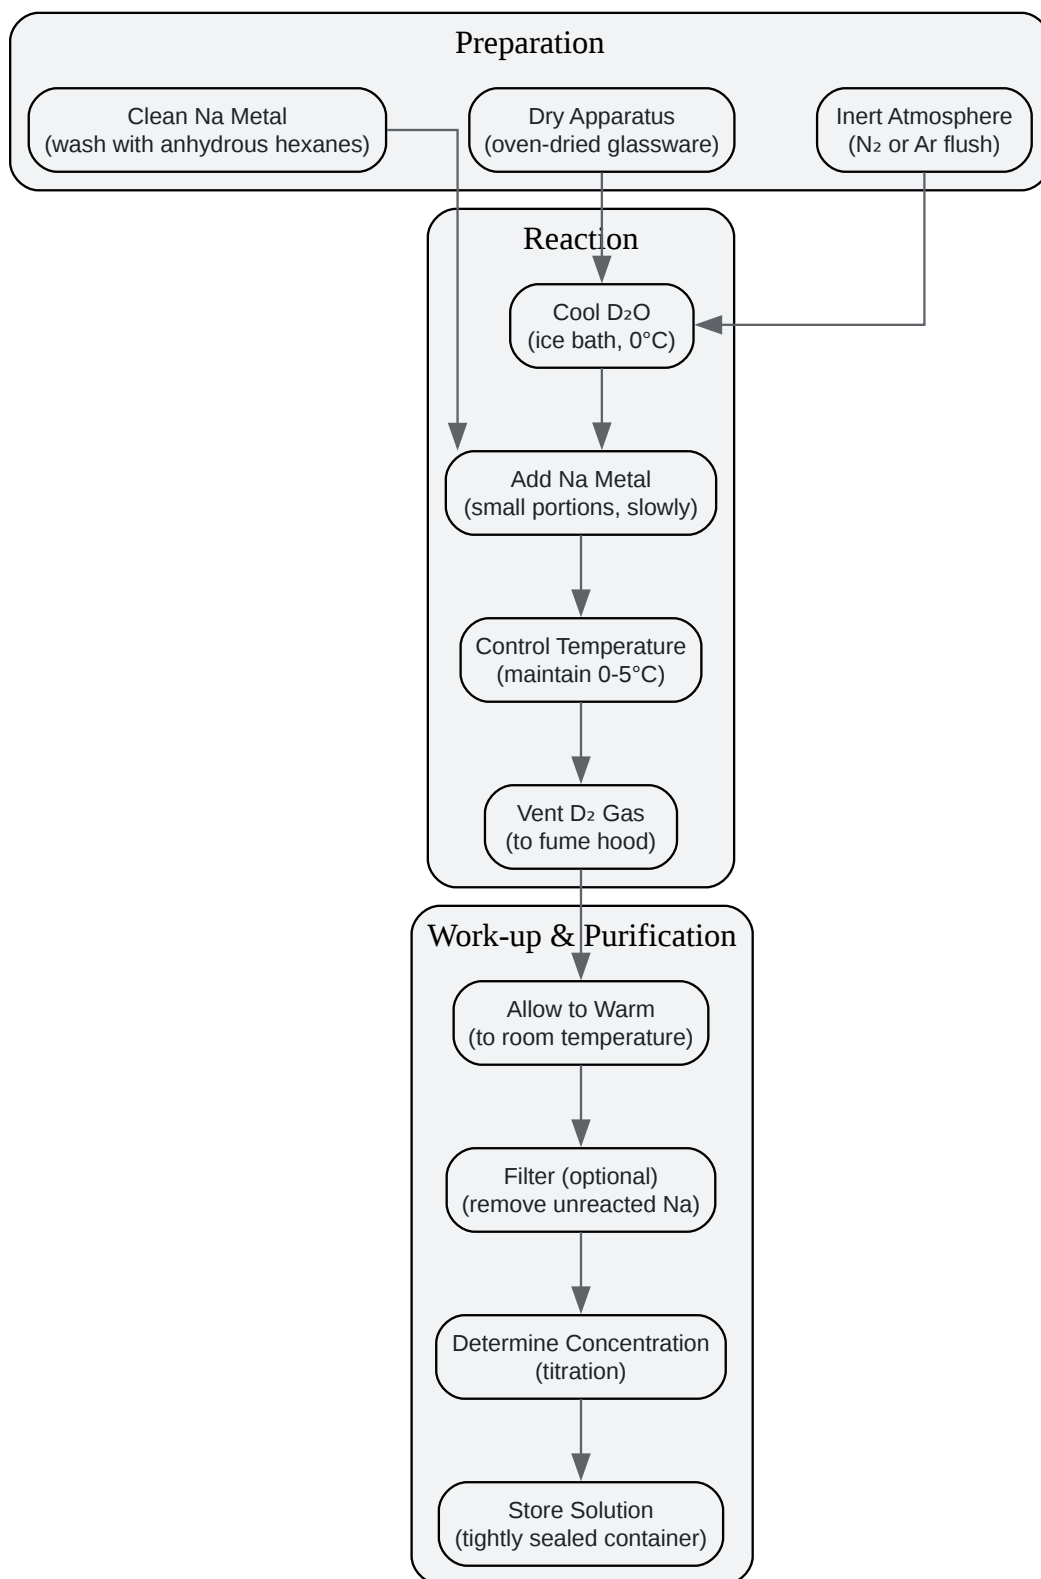 Preparation
Clean Na Metal
(wash with anhydrous hexanes)
Dry Apparatus
(oven-dried glassware)
Inert Atmosphere
(N₂ or Ar flush)
Reaction
Cool D₂O
(ice bath, 0°C)
Add Na Metal
(small portions, slowly)
Control Temperature
(maintain 0-5°C)
Vent D₂ Gas
(to fume hood)
Work-up & Purification
Allow to Warm
(to room temperature)
Filter (optional)
(remove unreacted Na)
Determine Concentration
(titration)
Store Solution
(tightly sealed container)